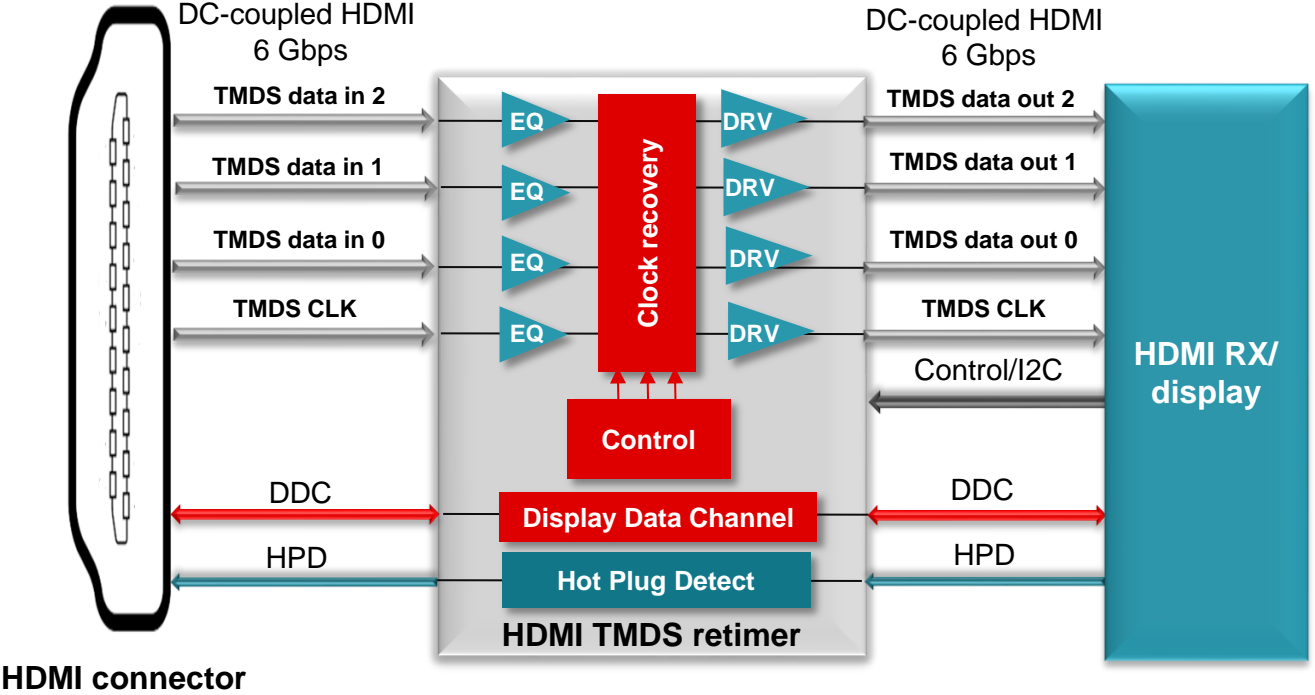 DC-coupled HDMI
6 Gbps
DC-coupled HDMI
6 Gbps
TMDS data in 2
EQ
DRV
TMDS data out 2
TMDS data in 1
EQ
DRV
TMDS data out 1
TMDS data in 0
EQ
DRV
TMDS data out 0
TMDS CLK
EQ
DRV
TMDS CLK
Clock recovery
Control/I2C
HDMI RX/
display
Control
DDC
Display Data Channel
DDC
HPD
Hot Plug Detect
HPD
HDMI TMDS retimer
HDMI connector